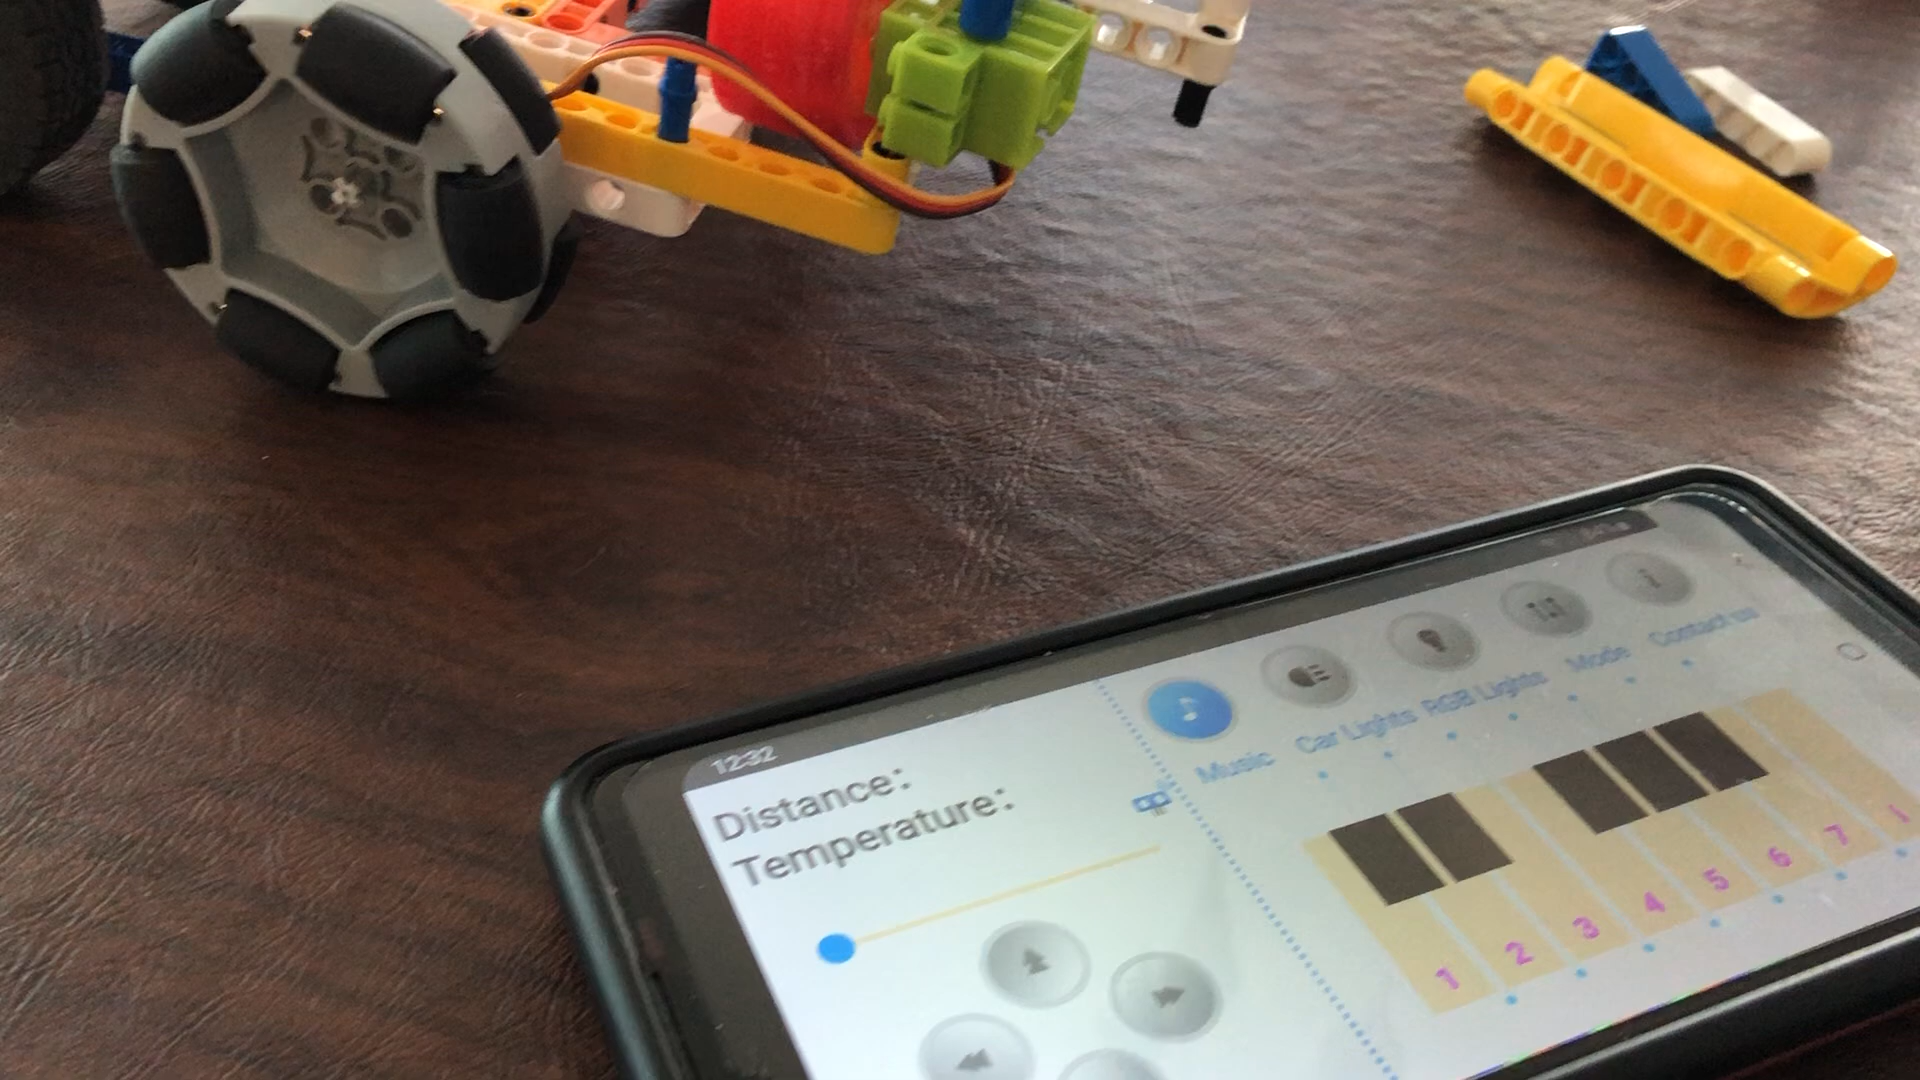 12:32
Distance:
Temperature:
Music Car Lights RGB Lights Mode Contact us
1 2 3 4 5 6 7